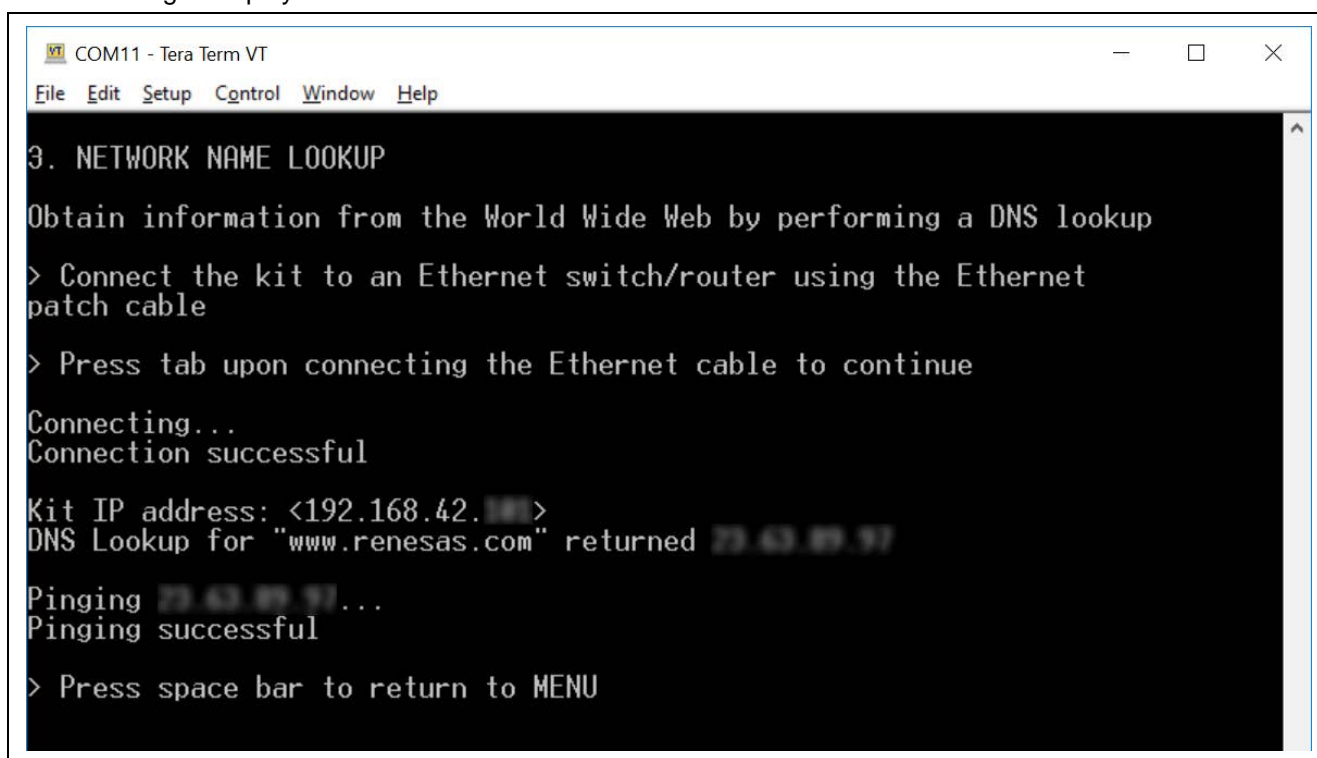 COM11 - Tera Term VT
File Edit Setup Control Window Help
3. NETWORK NAME LOOKUP
Obtain information from the World Wide Web by performing a DNS lookup
> Connect the kit to an Ethernet switch/router using the Ethernet
patch cable
> Press tab upon connecting the Ethernet cable to continue
Connecting...
Connection successful
Kit IP address: <192.168.42. >
DNS Lookup for "www.renesas.com" returned
Pinging ...
Pinging successful
> Press space bar to return to MENU